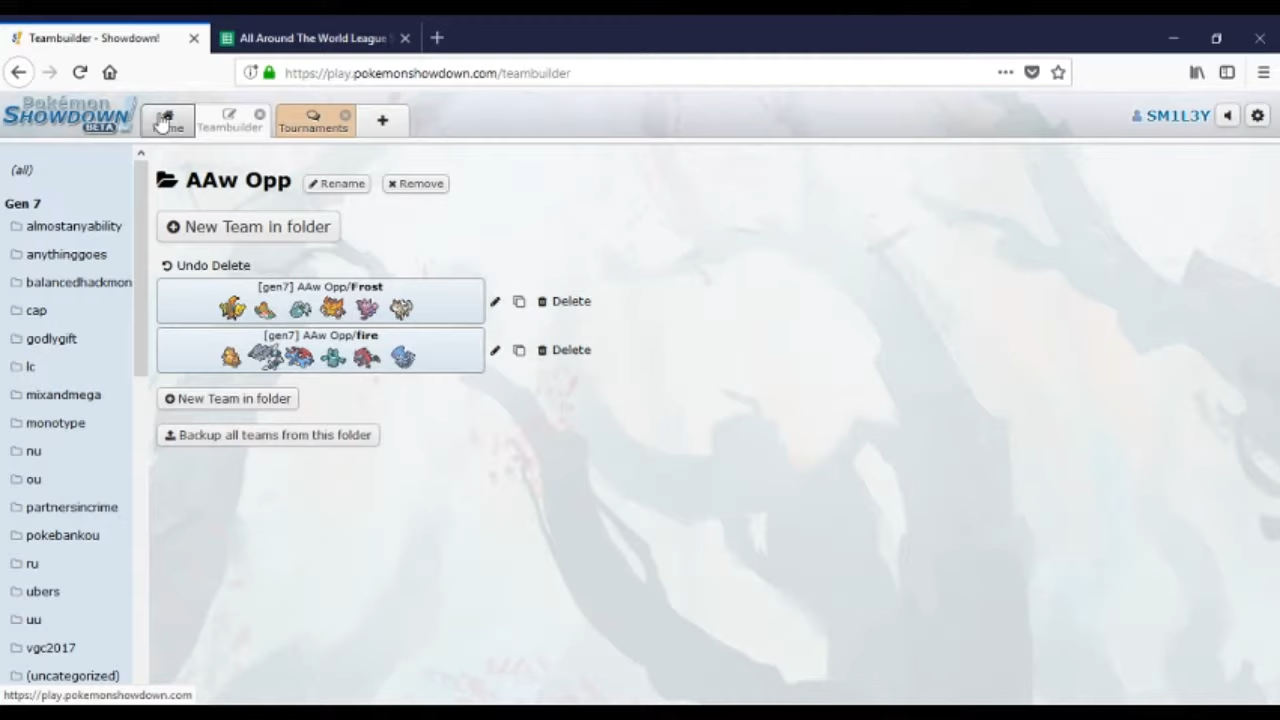 Teambuilder - Showdown!
All Around The World League
https://play.pokemonshowdown.com/teambuilder
Pokémon
SHOWDOWN!
BETA
Home
Teambuilder
Tournaments
SM1L3Y
(all)
Gen 7
almostanyability
anythinggoes
balancedhackmon
cap
godlygift
lc
mixandmega
monotype
nu
ou
partnersincrime
pokebankou
ru
ubers
uu
vgc2017
(uncategorized)
AAw Opp
Rename
Remove
New Team in folder
Undo Delete
[gen7] AAw Opp/Frost
Delete
[gen7] AAw Opp/fire
Delete
New Team in folder
Backup all teams from this folder
https://play.pokemonshowdown.com